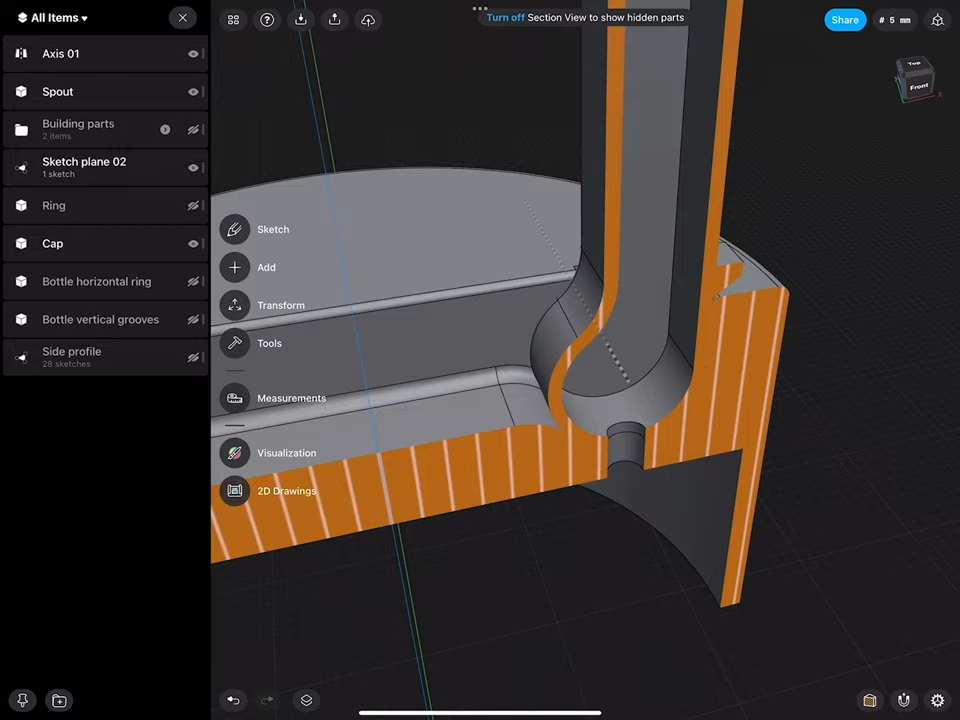 All Items
Turn off Section View to show hidden parts
Share
# 5 mm
Axis 01
Spout
Building parts
2 items
Sketch plane 02
1 sketch
Ring
Cap
Bottle horizontal ring
Bottle vertical grooves
Side profile
28 sketches
Sketch
Add
Transform
Tools
Measurements
Visualization
2D Drawings
Top
Front
Y
X